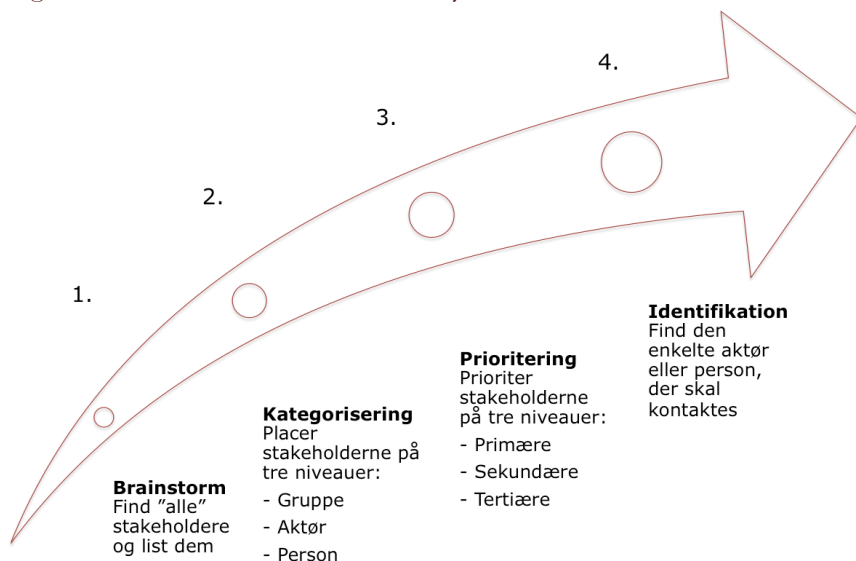 1.
Brainstorm
Find ”alle”
stakeholdere
og list dem
2.
Kategorisering
Placer
stakeholderne på
tre niveauer:
- Gruppe
- Aktør
- Person
3.
Prioritering
Prioriter
stakeholderne
på tre niveauer:
- Primære
- Sekundære
- Tertiære
4.
Identifikation
Find den
enkelte aktør
eller person,
der skal
kontaktes